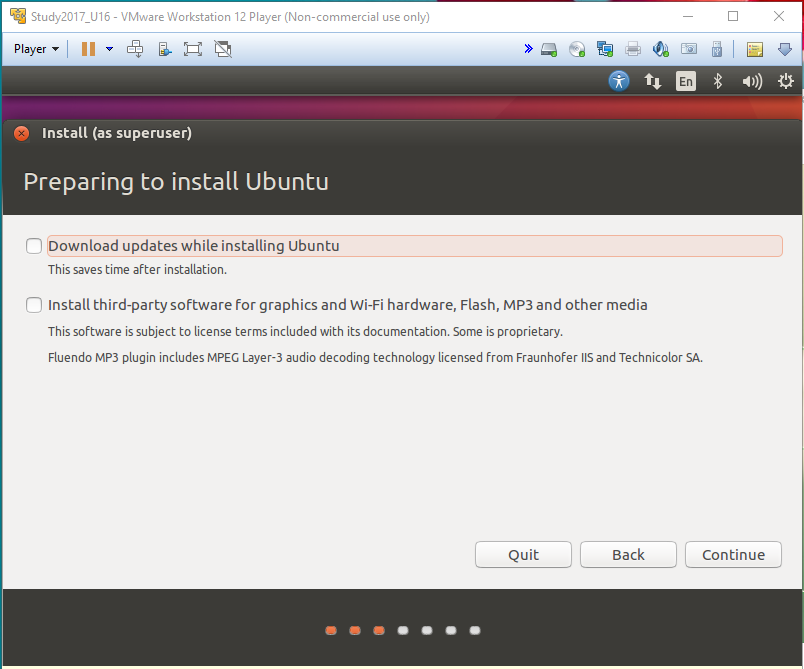 Study2017_U16 - VMware Workstation 12 Player (Non-commercial use only)
Player
En
Install (as superuser)
Preparing to install Ubuntu
Download updates while installing Ubuntu
This saves time after installation.
Install third-party software for graphics and Wi-Fi hardware, Flash, MP3 and other media
This software is subject to license terms included with its documentation. Some is proprietary.
Fluendo MP3 plugin includes MPEG Layer-3 audio decoding technology licensed from Fraunhofer IIS and Technicolor SA.
Quit Back Continue